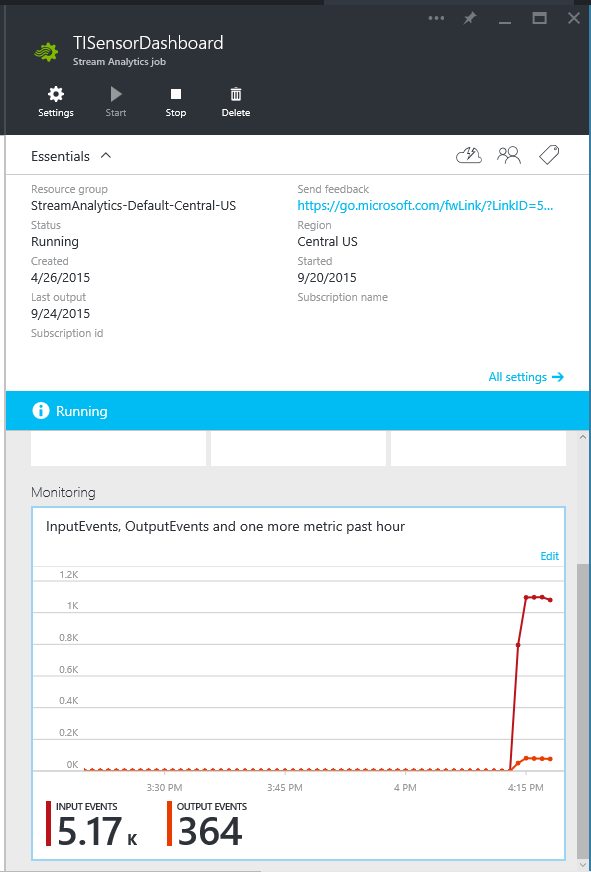 TISensorDashboard
Stream Analytics job
Settings Start Stop Delete
Essentials
Resource group Send feedback
StreamAnalytics-Default-Central-US https://go.microsoft.com/fwLink/?LinkID=5...
Status Region
Running Central US
Created Started
4/26/2015 9/20/2015
Last output Subscription name
9/24/2015
Subscription id
All settings
Running
Monitoring
InputEvents, OutputEvents and one more metric past hour
Edit
1.2K
1K
0.8K
0.6K
0.4K
0.2K
0K
3:30 PM 3:45 PM 4 PM 4:15 PM
INPUT EVENTS OUTPUT EVENTS
5.17 K 364